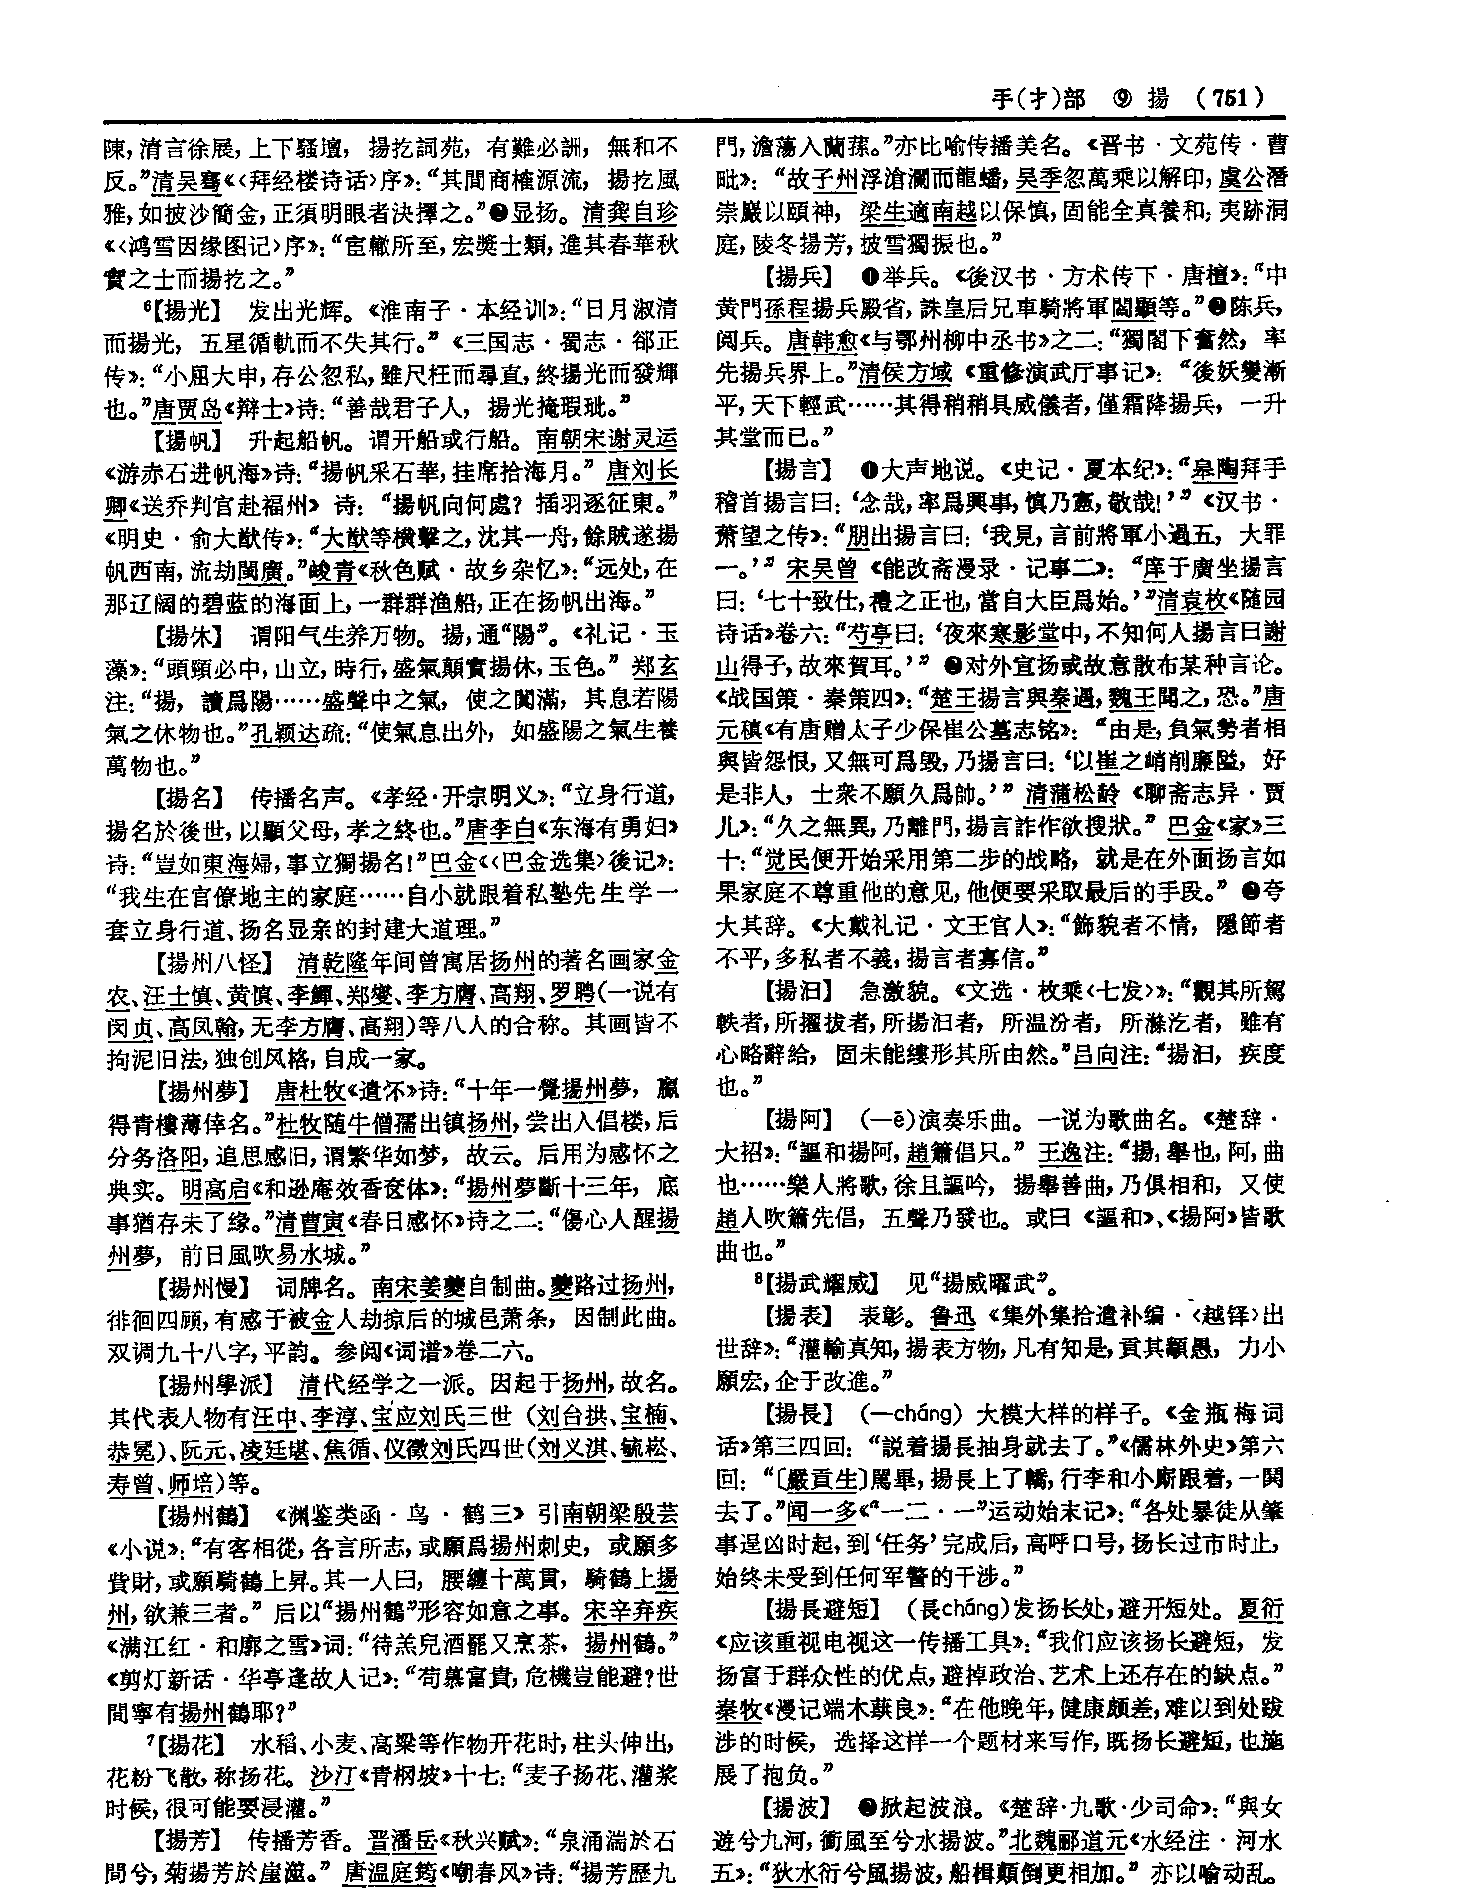 手(扌)部 ⑨ 揚 (751)
陳,清言徐展,上下騷壇, 揚扢詞苑, 有難必詶, 無和不
反。”清吴骞《〈拜经楼诗话〉序》:“其間商榷源流, 揚扢風
雅,如披沙簡金,正須明眼者決擇之。”❷显扬。清龚自珍
《〈鸿雪因缘图记〉序》:“宦轍所至,宏獎士類,進其春華秋
實之士而揚扢之。”
6【揚光】 发出光辉。《淮南子·本经训》:“日月淑清
而揚光, 五星循軌而不失其行。”《三国志·蜀志·郤正
传》:“小屈大申,存公忽私,雖尺枉而尋直,終揚光而發輝
也。”唐贾岛《辩士》诗:“善哉君子人, 揚光掩瑕玼。”
【揚帆】 升起船帆。谓开船或行船。南朝宋谢灵运
《游赤石进帆海》诗:“揚帆采石華,挂席拾海月。”唐刘长
卿《送乔判官赴福州》诗: “揚帆向何處? 插羽逐征東。”
《明史·俞大猷传》:“大猷等橫擊之,沈其一舟,餘賊遂揚
帆西南,流劫閩廣。”峻青《秋色赋·故乡杂忆》:“远处,在
那辽阔的碧蓝的海面上,一群群渔船,正在扬帆出海。”
【揚休】 谓阳气生养万物。揚,通“陽”。《礼记·玉
藻》:“頭頸必中,山立,時行,盛氣顛實揚休,玉色。”郑玄
注:“揚, 讀爲陽……盛聲中之氣, 使之闐滿, 其息若陽
氣之休物也。”孔颖达疏:“使氣息出外, 如盛陽之氣生養
萬物也。”
【揚名】 传播名声。《孝经·开宗明义》:“立身行道,
揚名於後世,以顯父母,孝之終也。”唐李白《东海有勇妇》
诗:“豈如東海婦,事立獨揚名!”巴金《〈巴金选集〉後记》:
“我生在官僚地主的家庭……自小就跟着私塾先生学一
套立身行道、扬名显亲的封建大道理。”
【揚州八怪】 清乾隆年间曾寓居扬州的著名画家金
农、汪士慎、黄慎、李鱓、郑燮、李方膺、高翔、罗聘(一说有
闵贞、高凤翰,无李方膺、高翔)等八人的合称。其画皆不
拘泥旧法,独创风格,自成一家。
【揚州夢】 唐杜牧《遣怀》诗:“十年一覺揚州夢, 贏
得青樓薄倖名。”杜牧随牛僧孺出镇扬州,尝出入倡楼,后
分务洛阳,追思感旧,谓繁华如梦, 故云。后用为感怀之
典实。明高启《和逊庵效香奁体》:“揚州夢斷十三年, 底
事猶存未了緣。”清曹寅《春日感怀》诗之二:“傷心人醒揚
州夢, 前日風吹易水城。”
【揚州慢】 词牌名。南宋姜夔自制曲。夔路过扬州,
徘徊四顾,有感于被金人劫掠后的城邑萧条, 因制此曲。
双调九十八字,平韵。参阅《词谱》卷二六。
【揚州學派】 清代经学之一派。因起于扬州,故名。
其代表人物有汪中、李淳、宝应刘氏三世 (刘台拱、宝楠、
恭冕)、阮元、凌廷堪、焦循、仪徵刘氏四世(刘义淇、毓崧、
寿曾、师培)等。
【揚州鶴】 《渊鉴类函·鸟·鹤三》引南朝梁殷芸
《小说》:“有客相從,各言所志,或願爲揚州刺史, 或願多
貲財,或願騎鶴上昇。其一人曰, 腰纏十萬貫, 騎鶴上揚
州,欲兼三者。” 后以“揚州鶴”形容如意之事。宋辛弃疾
《满江红·和廓之雪》词:“待羔兒酒罷又烹茶, 揚州鶴。”
《剪灯新话·华亭逢故人记》:“苟慕富貴,危機豈能避?世
間寧有揚州鶴耶?”
7【揚花】 水稻、小麦、高粱等作物开花时,柱头伸出,
花粉飞散,称扬花。沙汀《青㭎坡》十七:“麦子扬花、灌浆
时候,很可能要浸灌。”
【揚芳】 传播芳香。晋潘岳《秋兴赋》:“泉涌湍於石
間兮,菊揚芳於崖澨。” 唐温庭筠《嘲春风》诗:“揚芳歷九
門,澹蕩入蘭蓀。”亦比喻传播美名。《晋书·文苑传·曹
毗》: “故子州浮滄瀾而龍蟠,吴季忽萬乘以解印,虞公潛
崇巖以頤神, 梁生適南越以保慎,固能全真養和;夷跡洞
庭,陵冬揚芳,披雪獨振也。”
【揚兵】 ❶举兵。《後汉书·方术传下·唐檀》:“中
黄門孫程揚兵殿省,誅皇后兄車騎將軍閻顯等。”❷陈兵,
阅兵。唐韩愈《与鄂州柳中丞书》之二:“獨閣下奮然, 率
先揚兵界上。”清侯方域《重修演武厅事记》: “後妖變漸
平,天下輕武……其得稍稍具威儀者,僅霜降揚兵, 一升
其堂而已。”
【揚言】 ❶大声地说。《史记·夏本纪》:“皋陶拜手
稽首揚言曰:‘念哉,率爲興事,慎乃憲,敬哉!’”《汉书·
萧望之传》:“朋出揚言曰:‘我見,言前將軍小過五, 大罪
一。’” 宋吴曾《能改斋漫录·记事二》: “庠于廣坐揚言
曰:‘七十致仕,禮之正也,當自大臣爲始。’”清袁枚《随园
诗话》卷六:“芍亭曰:‘夜來寒影堂中,不知何人揚言曰謝
山得子,故來賀耳。’” ❷对外宣扬或故意散布某种言论。
《战国策·秦策四》:“楚王揚言與秦遇,魏王聞之,恐。”唐
元稹《有唐赠太子少保崔公墓志铭》: “由是,負氣勢者相
與皆怨恨,又無可爲毀,乃揚言曰:‘以崔之峭削廉隘, 好
是非人, 士衆不願久爲帥。’” 清蒲松龄《聊斋志异·贾
儿》:“久之無異,乃離門,揚言詐作欲搜狀。” 巴金《家》三
十:“觉民便开始采用第二步的战略, 就是在外面扬言如
果家庭不尊重他的意见,他便要采取最后的手段。” ❸夸
大其辞。《大戴礼记·文王官人》:“飾貌者不情, 隱節者
不平,多私者不義,揚言者寡信。”
【揚汩】 急激貌。《文选·枚乘〈七发〉》:“觀其所駕
軼者,所擢拔者,所揚汩者, 所温汾者, 所滌汔者, 雖有
心略辭給, 固未能縷形其所由然。”吕向注:“揚汩, 疾度
也。”
【揚阿】 (—ē)演奏乐曲。一说为歌曲名。《楚辞·
大招》:“謳和揚阿,趙簫倡只。” 王逸注:“揚;舉也,阿,曲
也……樂人將歌,徐且謳吟, 揚舉善曲,乃俱相和, 又使
趙人吹簫先倡, 五聲乃發也。或曰《謳和》、《揚阿》皆歌
曲也。”
8【揚武耀威】 见“揚威曜武”。
【揚表】 表彰。鲁迅《集外集拾遗补编·〈越铎〉出
世辞》:“灌輸真知,揚表方物,凡有知是,貢其顓愚, 力小
願宏,企于改進。”
【揚長】 (—cháng) 大模大样的样子。《金瓶梅词
话》第三四回: “説着揚長抽身就去了。”《儒林外史》第六
回: “〔嚴貢生〕罵畢,揚長上了轎,行李和小廝跟着,一鬨
去了。”闻一多《“一二·一”运动始末记》:“各处暴徒从肇
事逞凶时起,到‘任务’完成后,高呼口号,扬长过市时止,
始终未受到任何军警的干涉。”
【揚長避短】 (長cháng)发扬长处,避开短处。夏衍
《应该重视电视这一传播工具》:“我们应该扬长避短, 发
扬富于群众性的优点,避掉政治、艺术上还存在的缺点。”
秦牧《漫记端木蕻良》:“在他晚年,健康颇差,难以到处跋
涉的时候, 选择这样一个题材来写作,既扬长避短,也施
展了抱负。”
【揚波】 ❶掀起波浪。《楚辞·九歌·少司命》:“與女
遊兮九河,衝風至兮水揚波。”北魏郦道元《水经注·河水
五》:“狄水衍兮風揚波,船楫顛倒更相加。” 亦以喻动乱。